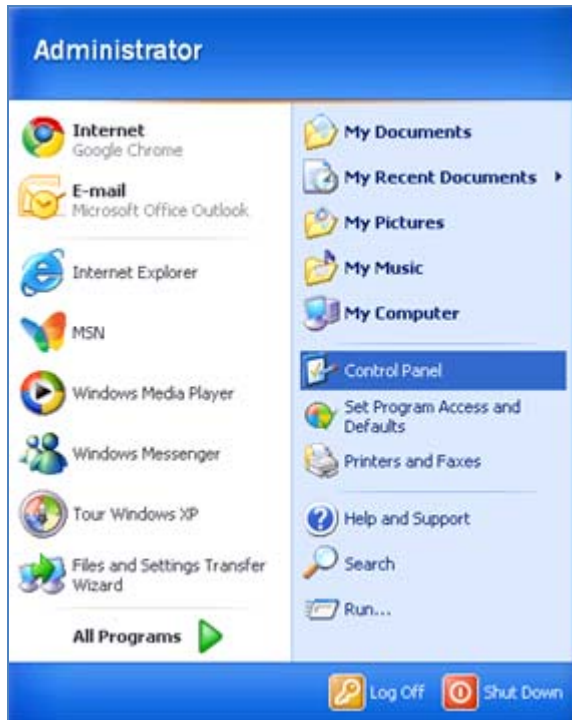 Administrator
Internet
Google Chrome
E-mail
Microsoft Office Outlook
Internet Explorer
MSN
Windows Media Player
Windows Messenger
Tour Windows XP
Files and Settings Transfer
Wizard
All Programs
My Documents
My Recent Documents
My Pictures
My Music
My Computer
Control Panel
Set Program Access and
Defaults
Printers and Faxes
Help and Support
Search
Run...
Log Off
Shut Down